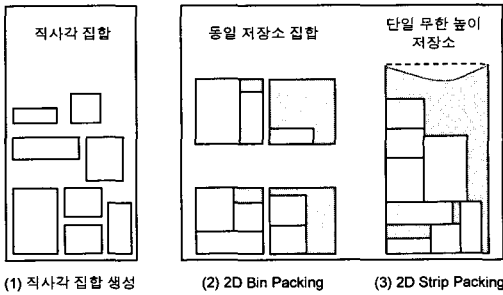 직사각 집합
동일 저장소 집합
단일 무한 높이
저장소
(1) 직사각 집합 생성
(2) 2D Bin Packing
(3) 2D Strip Packing